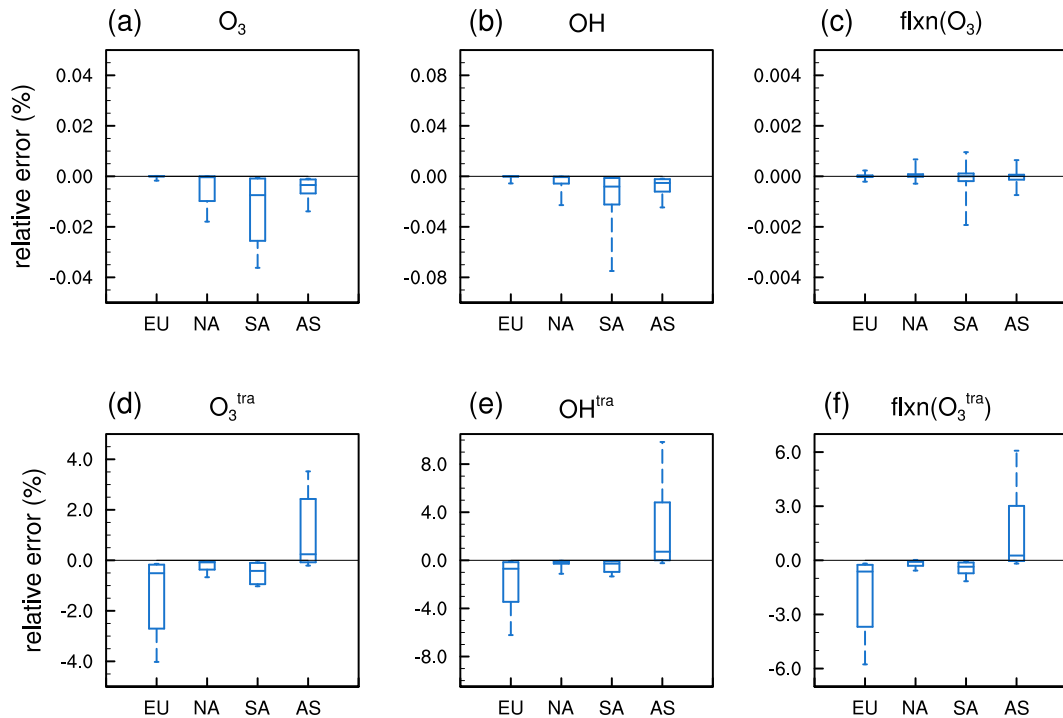 (a) O₃ (b) OH (c) flxn(O₃)
relative error (%)
0.04 0.08 0.004
0.02 0.04 0.002
0.00 0.00 0.000
-0.02 -0.04 -0.002
-0.04 -0.08 -0.004
EU NA SA AS EU NA SA AS EU NA SA AS
(d) O₃ᵗʳᵃ (e) OHᵗʳᵃ (f) flxn(O₃ᵗʳᵃ)
relative error (%)
4.0 8.0 6.0
2.0 4.0 3.0
0.0 0.0 0.0
-2.0 -4.0 -3.0
-4.0 -8.0 -6.0
EU NA SA AS EU NA SA AS EU NA SA AS